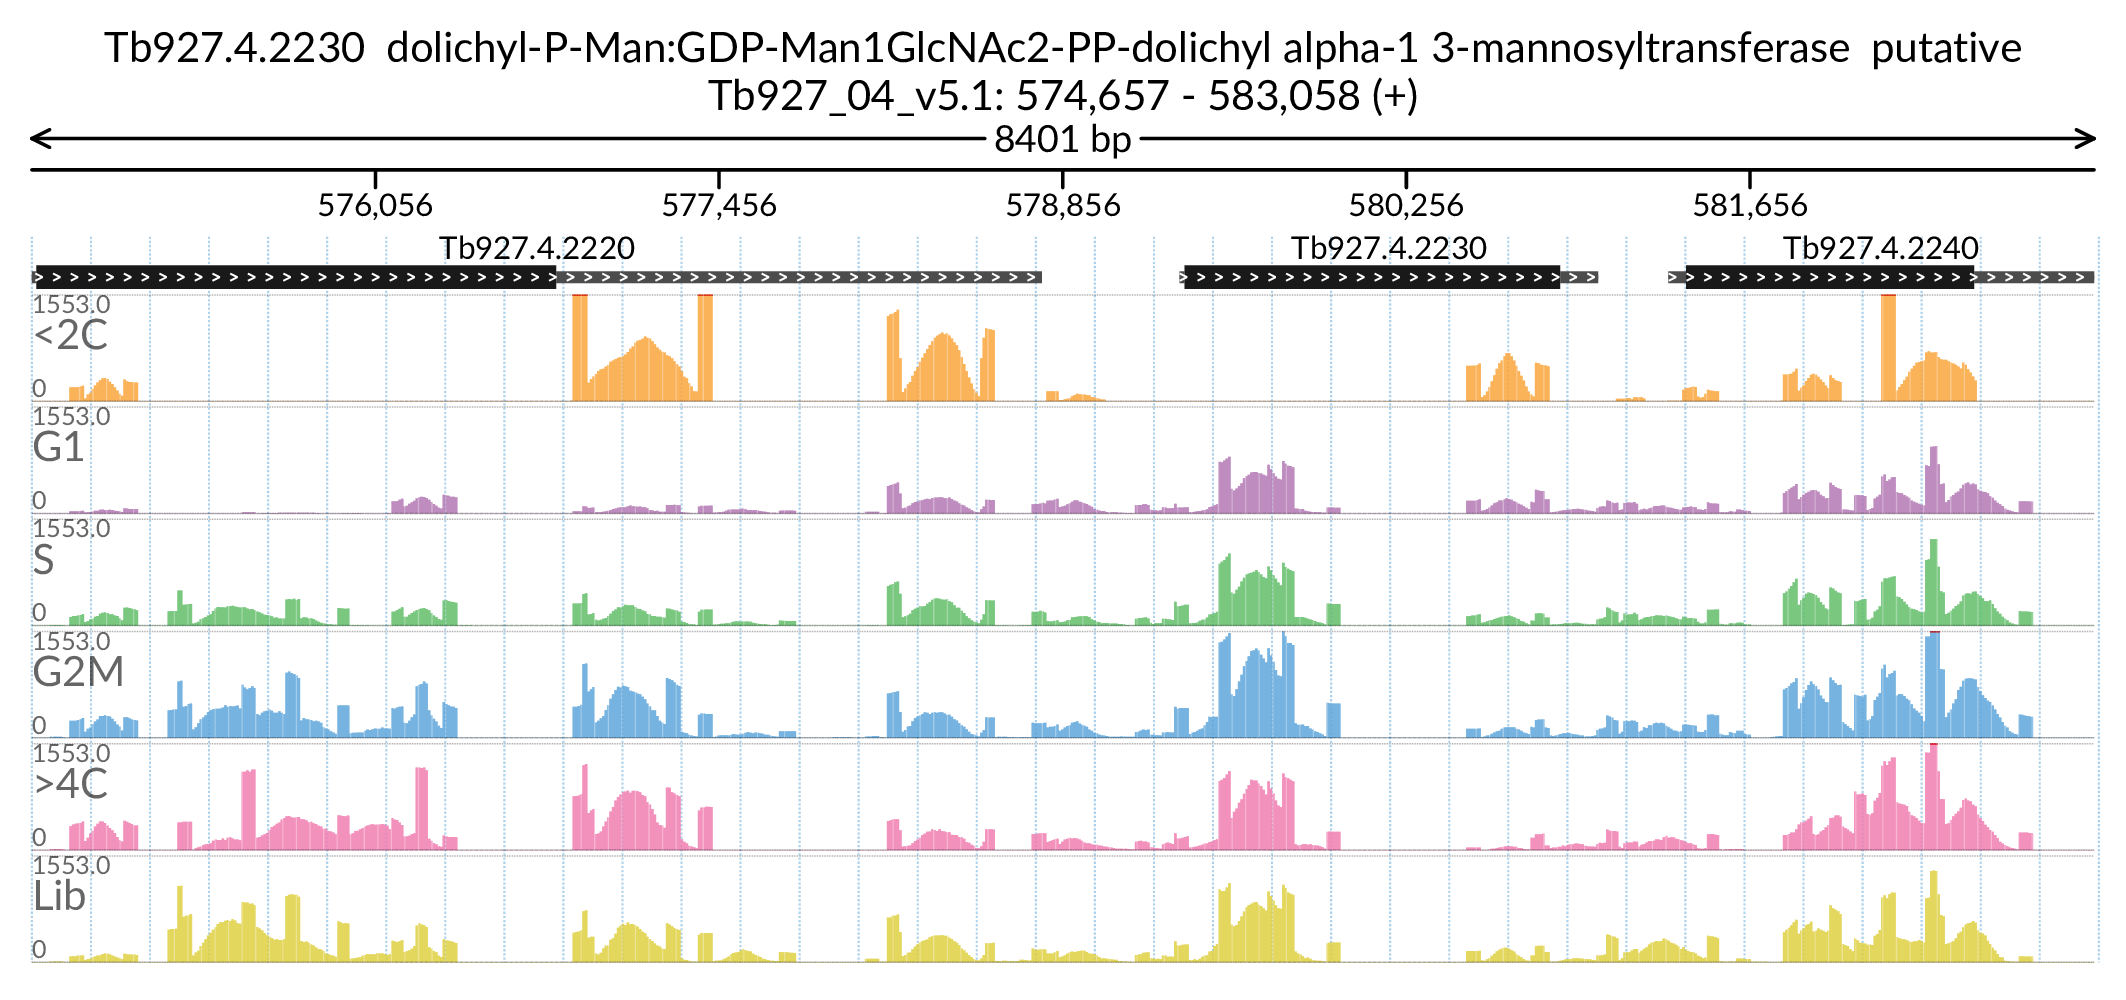 Tb927.4.2230  dolichyl-P-Man:GDP-Man1GlcNAc2-PP-dolichyl alpha-1 3-mannosyltransferase  putative
Tb927_04_v5.1: 574,657 - 583,058 (+)
8401 bp
576,056 577,456 578,856 580,256 581,656
Tb927.4.2220 Tb927.4.2230 Tb927.4.2240
1553.0
<2C
0
1553.0
G1
0
1553.0
S
0
1553.0
G2M
0
1553.0
>4C
0
1553.0
Lib
0